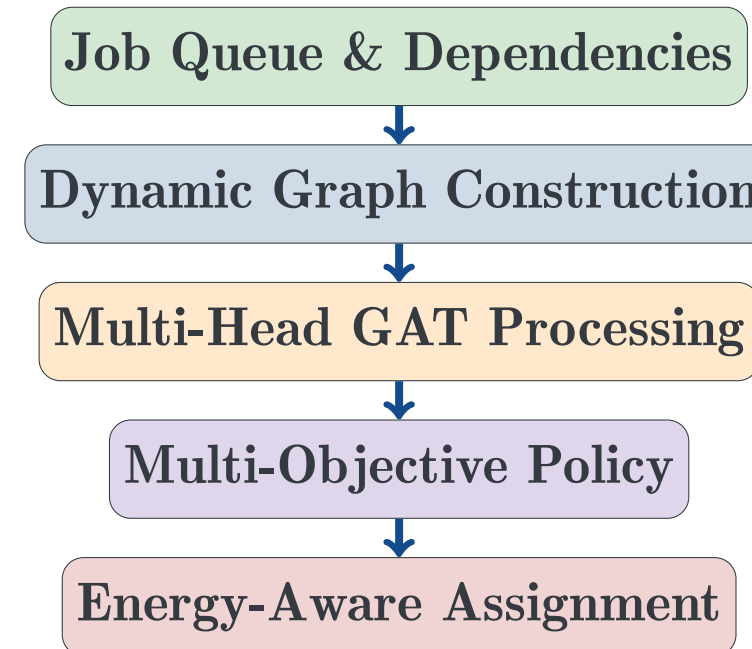 Job Queue & Dependencies
Dynamic Graph Construction
Multi-Head GAT Processing
Multi-Objective Policy
Energy-Aware Assignment